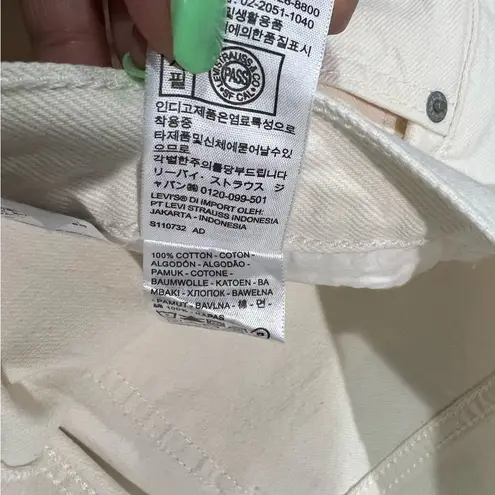 8-8800
02-2051-1040
및생활용품
에의한품질표시
필
LEVI STRAUSS & CO
PASS
SF CAL
인디고제품은염료특성으로
착용중
타제품및신체에묻어날수있
으므로
각별한주의를당부드립니다
リーバイ・ストラウス ジ
ャパン㈱ 0120-099-501
LEVI'S® DI IMPORT OLEH:
PT LEVI STRAUSS INDONESIA
JAKARTA - INDONESIA
S110732 AD
100% COTTON - COTON -
ALGODÓN - ALGODÃO -
PAMUK - COTONE -
BAUMWOLLE - KATOEN - BA
MBAKI - ХЛОПОК - BAWEŁNA
- PAMUT - BAVLNA - 棉 - 면 -
100%